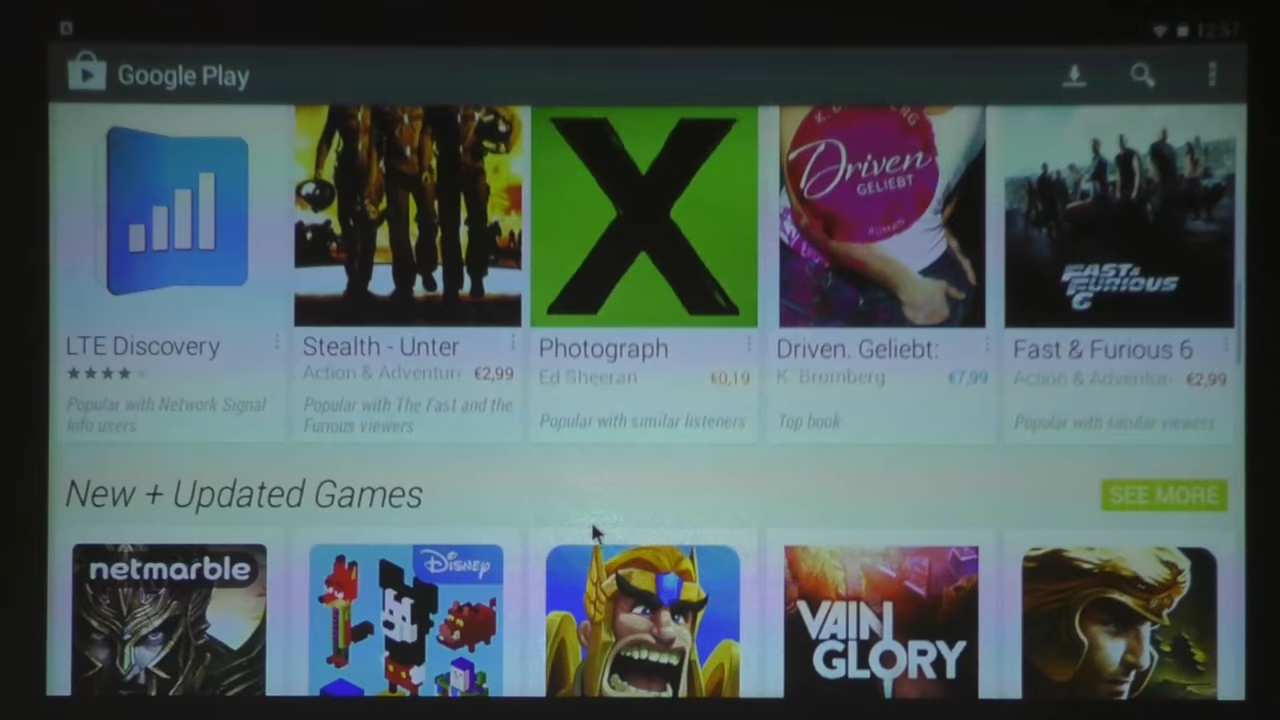 12:57
Google Play
Driven
GELIEBT
ROMAN
FAST &
FURIOUS
6
LTE Discovery
Stealth - Unter
Photograph
Driven. Geliebt:
Fast & Furious 6
Action & Adventur
€2,99
Ed Sheeran
€0,19
K. Bromberg
€7,99
Action & Adventur
€2,99
Popular with Network Signal
Info users
Popular with The Fast and the
Furious viewers
Popular with similar listeners
Top book
Popular with similar viewers
New + Updated Games
SEE MORE
netmarble
DISNEY
VAIN
GLORY